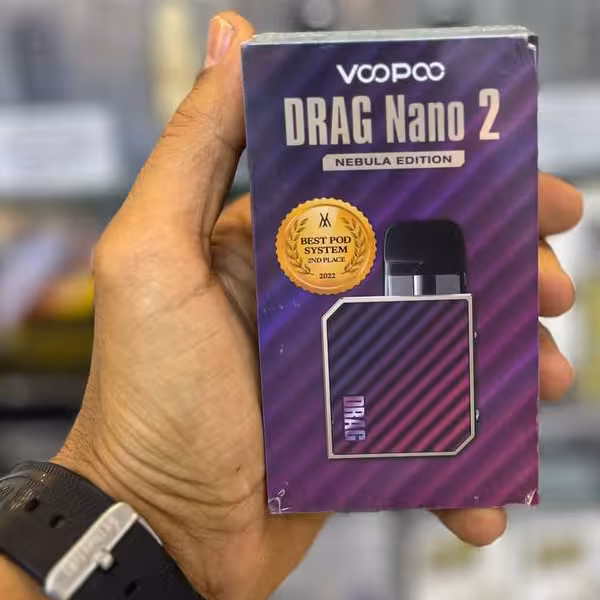 VOOPOO
DRAG Nano 2
NEBULA EDITION
BEST POD
SYSTEM
2ND PLACE
2022
DRAG